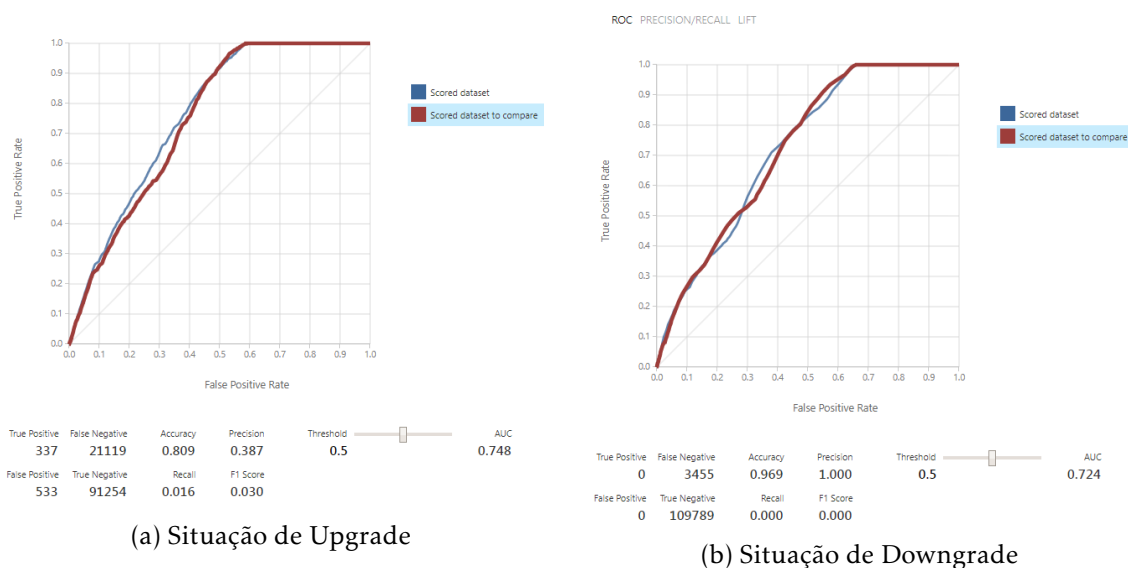 1.0
0.9
0.8
0.7
0.6
0.5
0.4
0.3
0.2
0.1
0.0
True Positive Rate
0.0 0.1 0.2 0.3 0.4 0.5 0.6 0.7 0.8 0.9 1.0
False Positive Rate
Scored dataset
Scored dataset to compare
True Positive False Negative Accuracy Precision Threshold AUC
337 21119 0.809 0.387 0.5 0.748
False Positive True Negative Recall F1 Score
533 91254 0.016 0.030
(a) Situação de Upgrade
ROC PRECISION/RECALL LIFT
1.0
0.9
0.8
0.7
0.6
0.5
0.4
0.3
0.2
0.1
0.0
True Positive Rate
0.0 0.1 0.2 0.3 0.4 0.5 0.6 0.7 0.8 0.9 1.0
False Positive Rate
Scored dataset
Scored dataset to compare
True Positive False Negative Accuracy Precision Threshold AUC
0 3455 0.969 1.000 0.5 0.724
False Positive True Negative Recall F1 Score
0 109789 0.000 0.000
(b) Situação de Downgrade